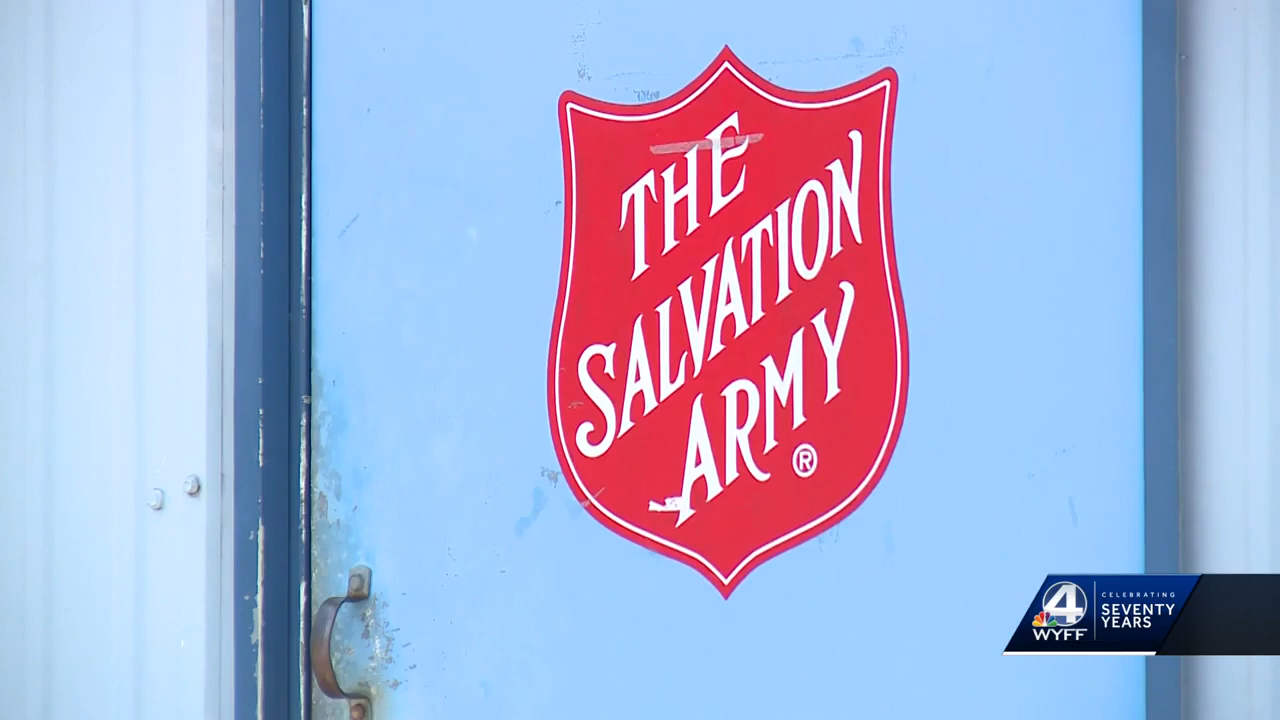 THE
SALVATION
ARMY
®
4
WYFF
CELEBRATING
SEVENTY
YEARS